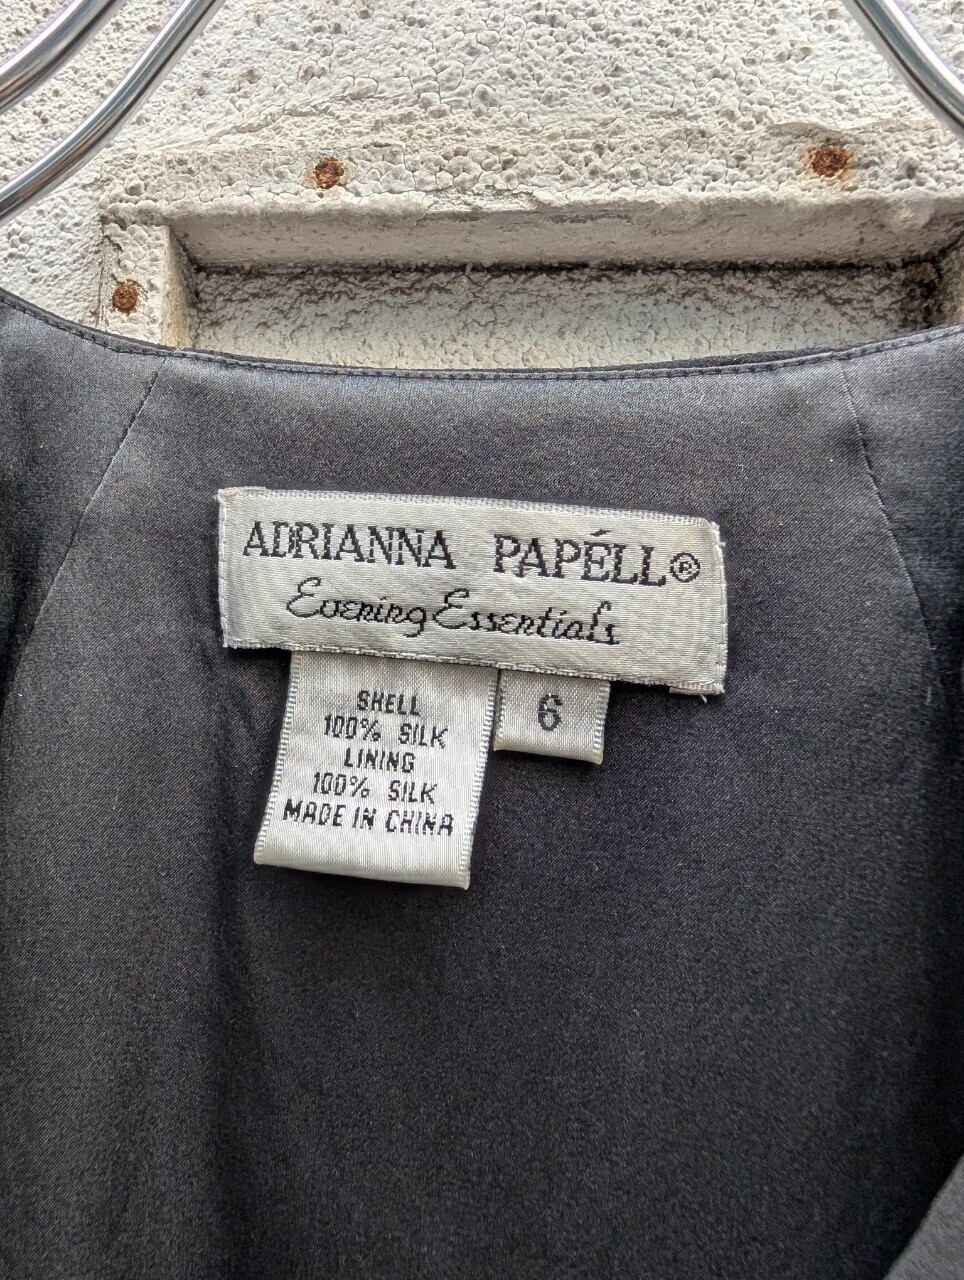 ADRIANNA PAPÉLL®
Evening Essentials
6
SHELL
100% SILK
LINING
100% SILK
MADE IN CHINA